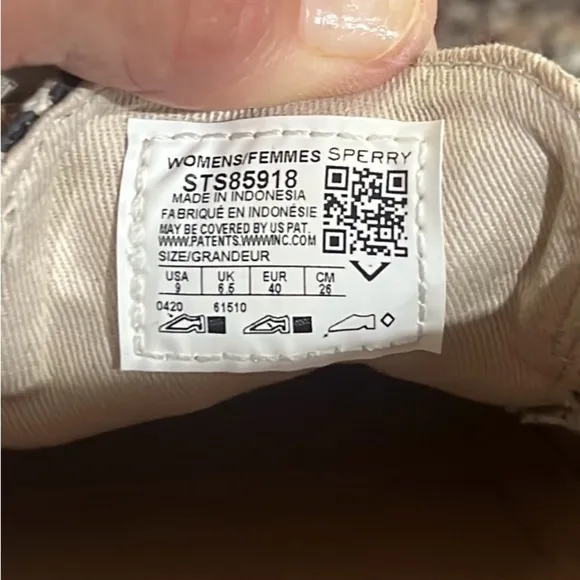 WOMENS/FEMMES SPERRY
STS85918
MADE IN INDONESIA
FABRIQUÉ EN INDONÉSIE
MAY BE COVERED BY US PAT.
WWW.PATENTS.WWWINC.COM
SIZE/GRANDEUR
USA UK EUR CM
9 6.5 40 26
0420 61510